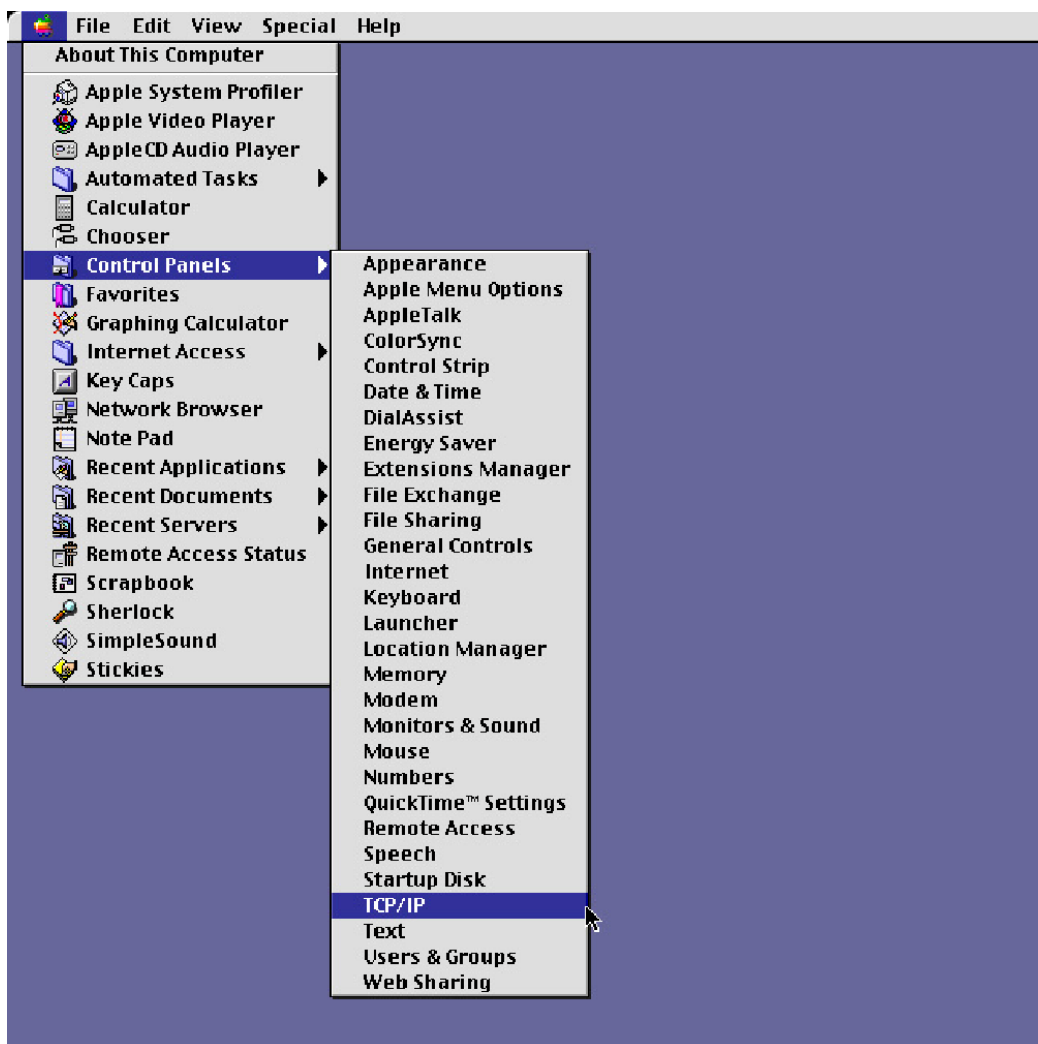 File Edit View Special Help
About This Computer
Apple System Profiler
Apple Video Player
AppleCD Audio Player
Automated Tasks
Calculator
Chooser
Control Panels
Favorites
Graphing Calculator
Internet Access
Key Caps
Network Browser
Note Pad
Recent Applications
Recent Documents
Recent Servers
Remote Access Status
Scrapbook
Sherlock
SimpleSound
Stickies
Appearance
Apple Menu Options
AppleTalk
ColorSync
Control Strip
Date & Time
DialAssist
Energy Saver
Extensions Manager
File Exchange
File Sharing
General Controls
Internet
Keyboard
Launcher
Location Manager
Memory
Modem
Monitors & Sound
Mouse
Numbers
QuickTime™ Settings
Remote Access
Speech
Startup Disk
TCP/IP
Text
Users & Groups
Web Sharing